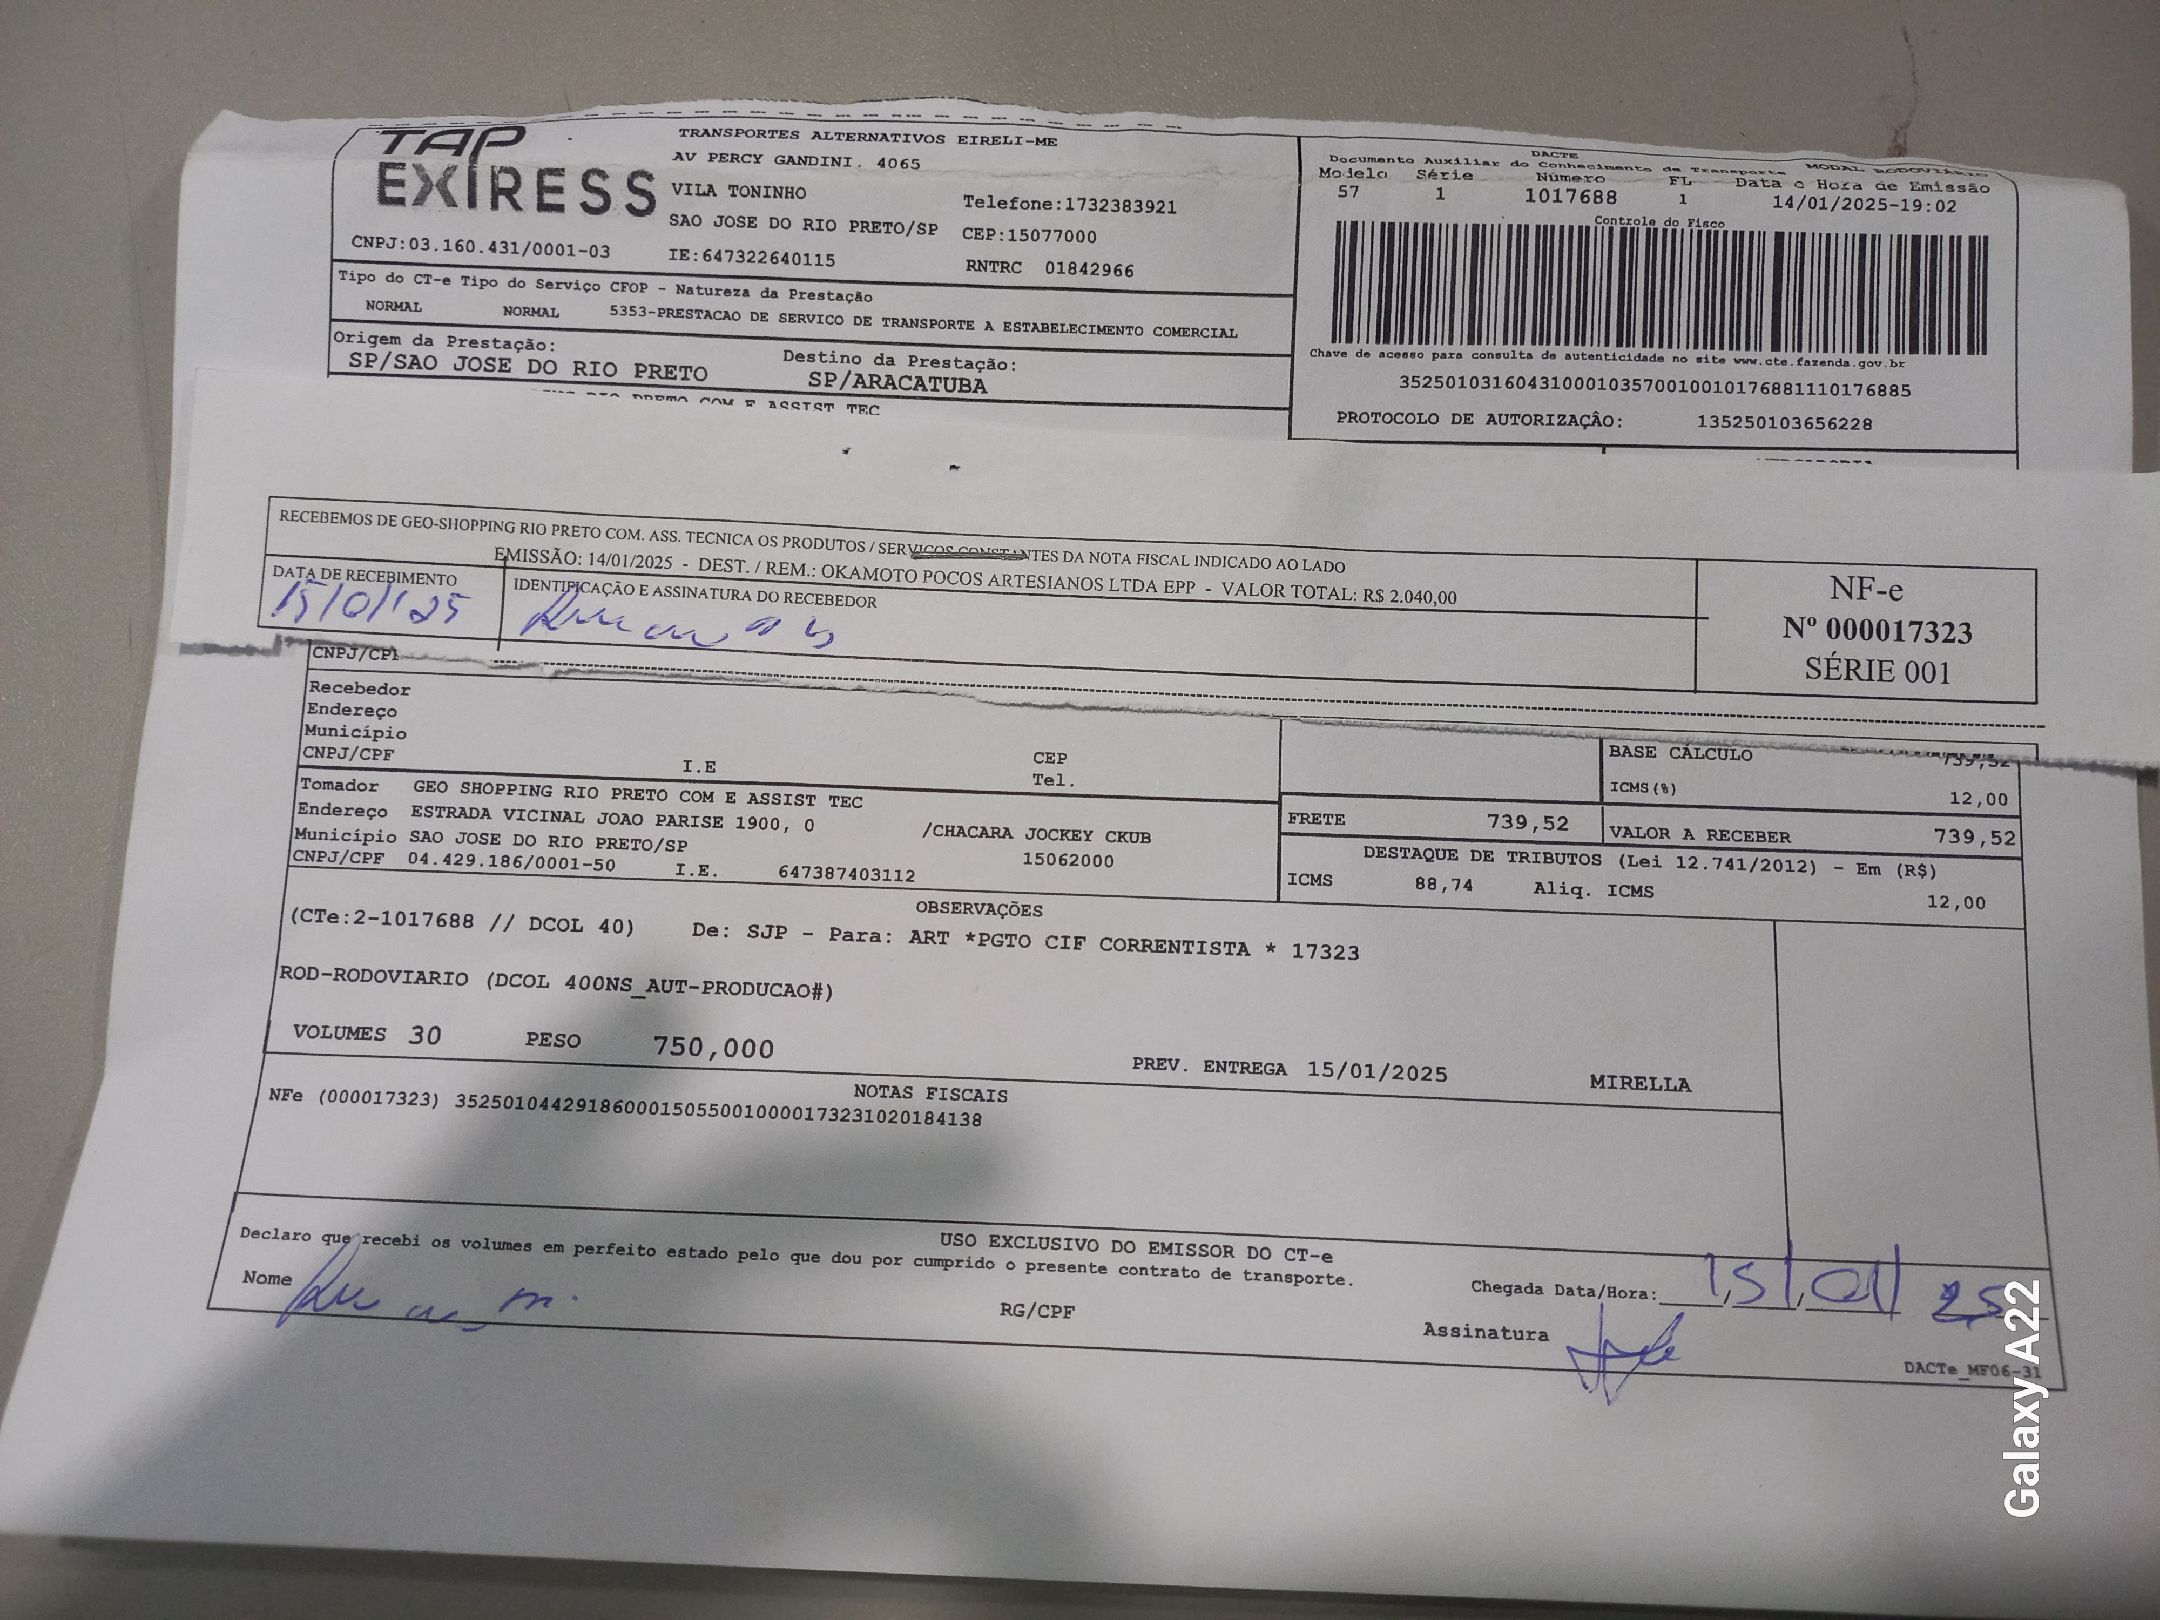 TAP
EXPRESS
TRANSPORTES ALTERNATIVOS EIRELI-ME
AV PERCY GANDINI. 4065
VILA TONINHO
Telefone:1732383921
SAO JOSE DO RIO PRETO/SP CEP:15077000
CNPJ:03.160.431/0001-03 IE:647322640115 RNTRC 01842966
DACTE
Documento Auxiliar do Conhecimento de Transporte MODAL RODOVIÁRIO
Modelo Série Número FL Data e Hora de Emissão
57 1 1017688 1 14/01/2025-19:02
Controle do Fisco
Chave de acesso para consulta de autenticidade no site www.cte.fazenda.gov.br
35250103160431000103570010010176881110176885
PROTOCOLO DE AUTORIZAÇÂO: 135250103656228
Tipo do CT-e Tipo do Serviço CFOP - Natureza da Prestação
NORMAL NORMAL 5353-PRESTACAO DE SERVICO DE TRANSPORTE A ESTABELECIMENTO COMERCIAL
Origem da Prestação: Destino da Prestação:
SP/SAO JOSE DO RIO PRETO SP/ARACATUBA
RIO PRETO COM E ASSIST TEC
RECEBEMOS DE GEO-SHOPPING RIO PRETO COM. ASS. TECNICA OS PRODUTOS / SERVIÇOS CONSTANTES DA NOTA FISCAL INDICADO AO LADO
EMISSÃO: 14/01/2025 - DEST. / REM.: OKAMOTO POCOS ARTESIANOS LTDA EPP - VALOR TOTAL: R$ 2.040,00
DATA DE RECEBIMENTO IDENTIFICAÇÃO E ASSINATURA DO RECEBEDOR
15/01/25
NF-e
Nº 000017323
SÉRIE 001
CNPJ/CPF
Recebedor
Endereço
Município CEP
CNPJ/CPF I.E Tel.
BASE CÁLCULO 739,52
ICMS(%) 12,00
FRETE 739,52 VALOR A RECEBER 739,52
DESTAQUE DE TRIBUTOS (Lei 12.741/2012) - Em (R$)
ICMS 88,74 Aliq. ICMS 12,00
Tomador GEO SHOPPING RIO PRETO COM E ASSIST TEC
Endereço ESTRADA VICINAL JOAO PARISE 1900, 0 /CHACARA JOCKEY CKUB
Município SAO JOSE DO RIO PRETO/SP 15062000
CNPJ/CPF 04.429.186/0001-50 I.E. 647387403112
OBSERVAÇÕES
(CTe:2-1017688 // DCOL 40) De: SJP - Para: ART *PGTO CIF CORRENTISTA * 17323
ROD-RODOVIARIO (DCOL 400NS_AUT-PRODUCAO#)
VOLUMES 30 PESO 750,000 PREV. ENTREGA 15/01/2025 MIRELLA
NOTAS FISCAIS
NFe (000017323) 35250104429186000150550010000173231020184138
USO EXCLUSIVO DO EMISSOR DO CT-e
Declaro que recebi os volumes em perfeito estado pelo que dou por cumprido o presente contrato de transporte.
Nome RG/CPF Chegada Data/Hora: 15/01/25
Assinatura
DACTe_MF06-31
Galaxy A22